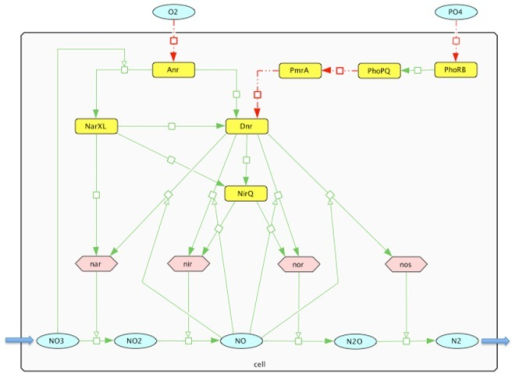 O2
PO4
Anr
PmrA
PhoPQ
PhoRB
NarXL
Dnr
NirQ
nar
nir
nor
nos
NO3
NO2
NO
N2O
N2
cell